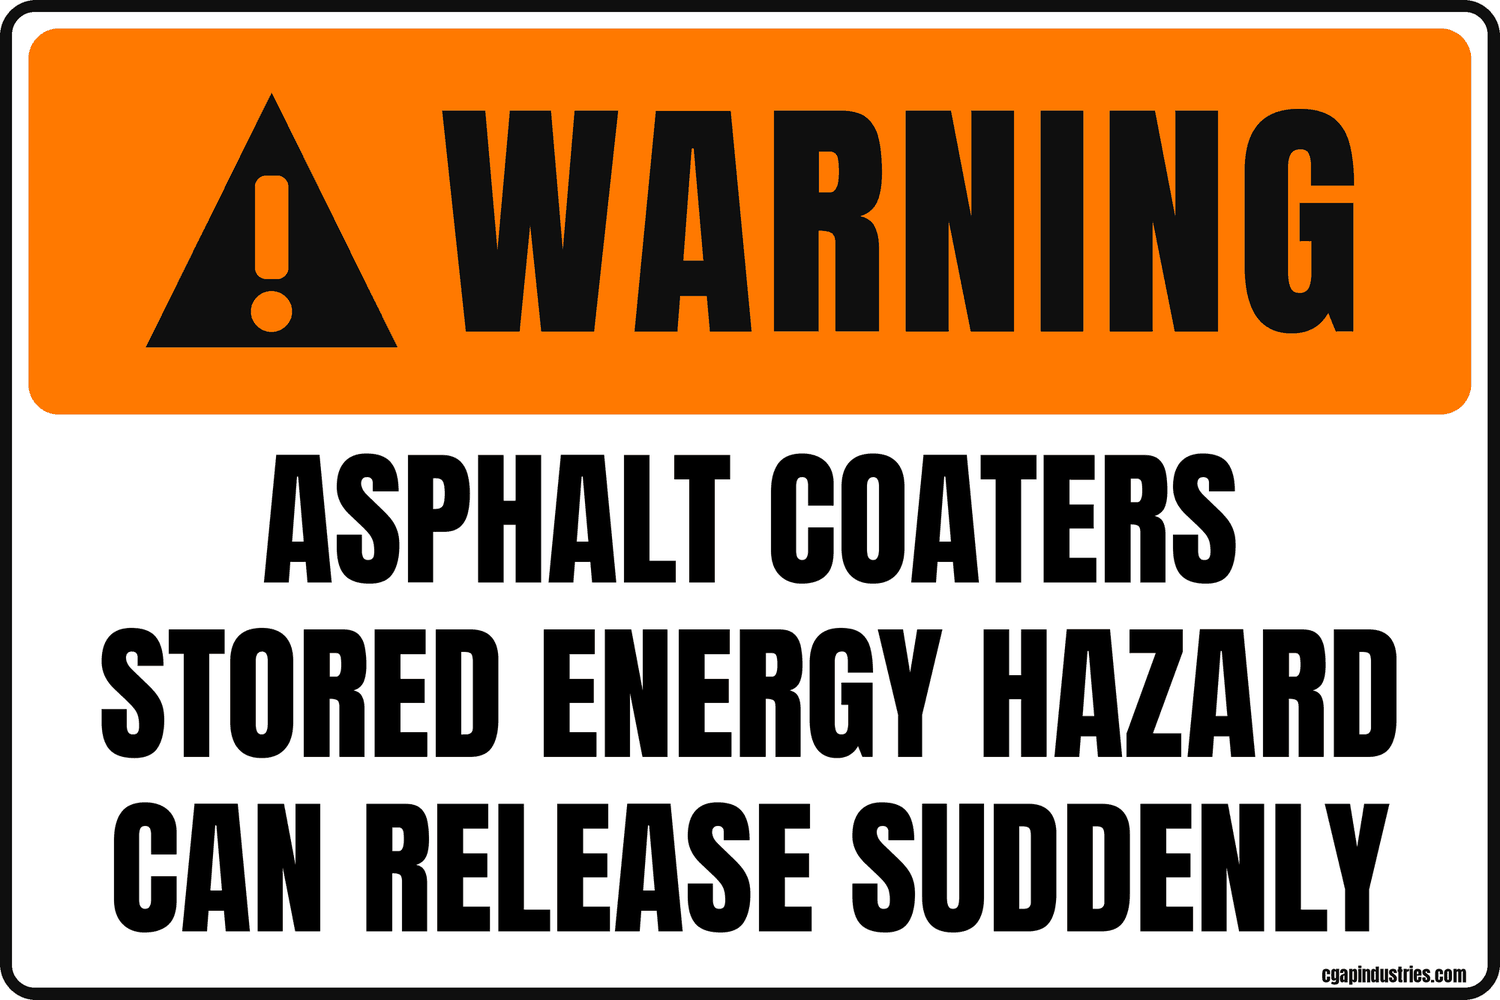 WARNING
ASPHALT COATERS
STORED ENERGY HAZARD
CAN RELEASE SUDDENLY
cgapindustries.com